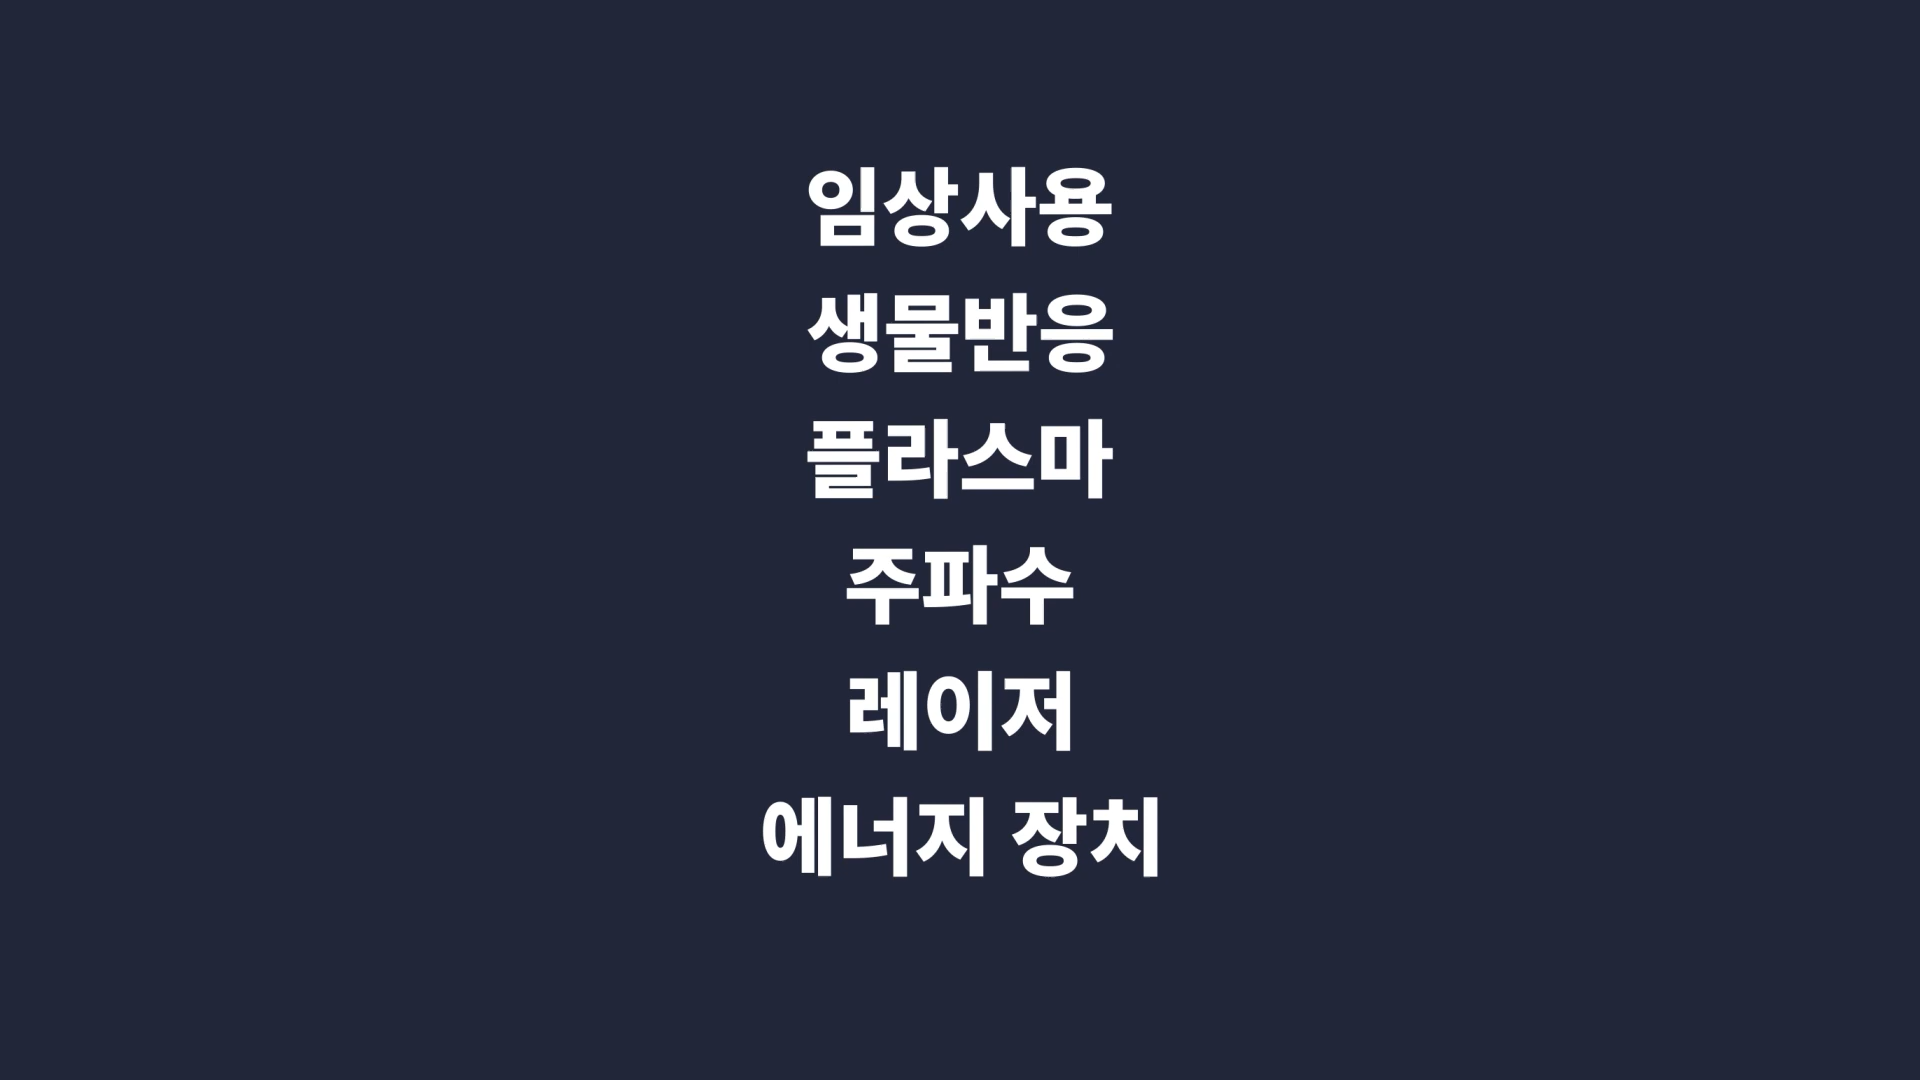 임상사용
생물반응
플라스마
주파수
레이저
에너지 장치